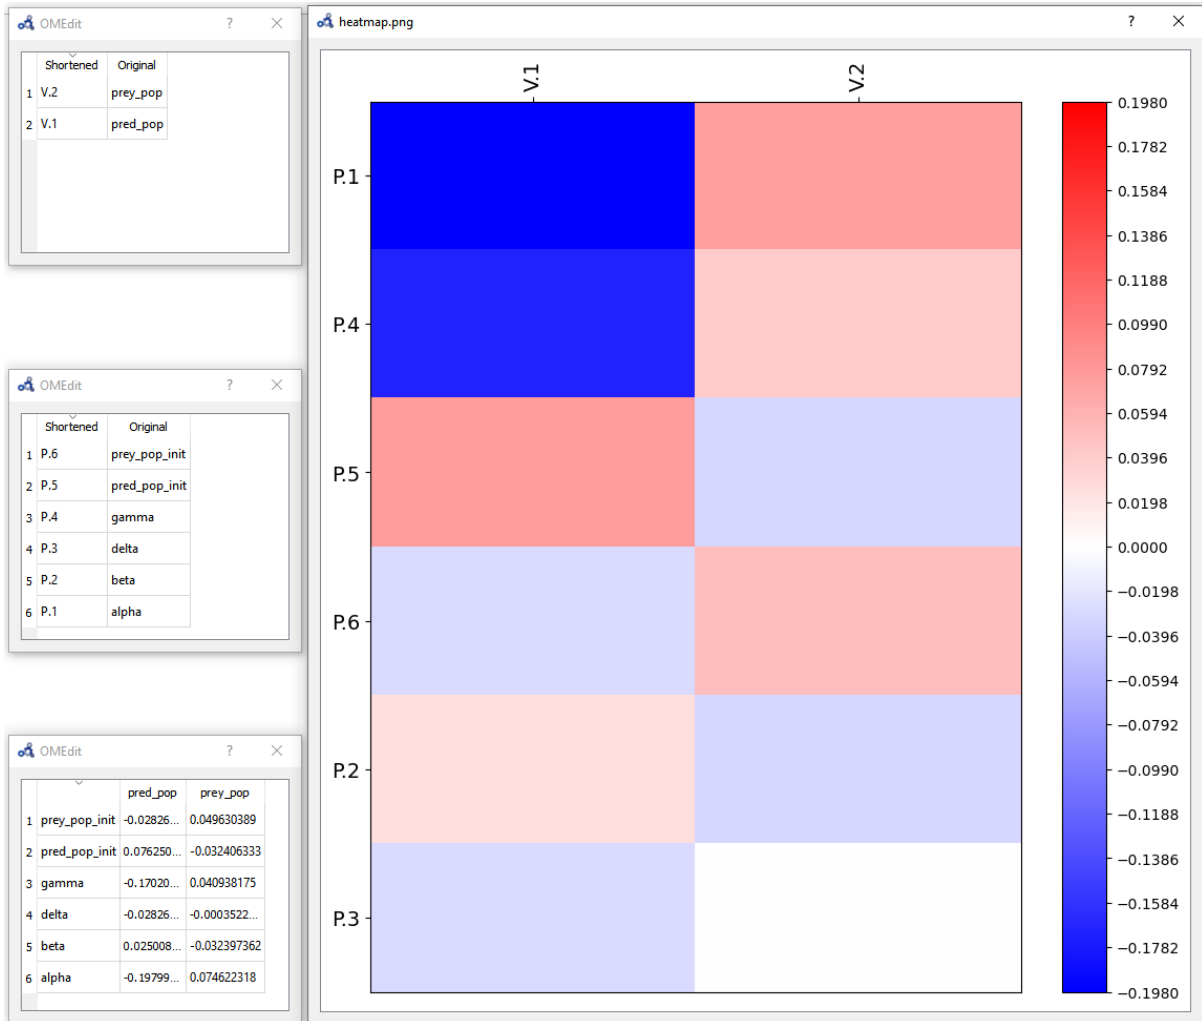 OMEdit ? ×
Shortened Original
1 V.2 prey_pop
2 V.1 pred_pop
OMEdit ? ×
Shortened Original
1 P.6 prey_pop_init
2 P.5 pred_pop_init
3 P.4 gamma
4 P.3 delta
5 P.2 beta
6 P.1 alpha
OMEdit ? ×
pred_pop prey_pop
1 prey_pop_init -0.02826... 0.049630389
2 pred_pop_init 0.076250... -0.032406333
3 gamma -0.17020... 0.040938175
4 delta -0.02826... -0.0003522...
5 beta 0.025008... -0.032397362
6 alpha -0.19799... 0.074622318
heatmap.png ? ×
V.1 V.2
P.1
P.4
P.5
P.6
P.2
P.3
0.1980
0.1782
0.1584
0.1386
0.1188
0.0990
0.0792
0.0594
0.0396
0.0198
0.0000
−0.0198
−0.0396
−0.0594
−0.0792
−0.0990
−0.1188
−0.1386
−0.1584
−0.1782
−0.1980